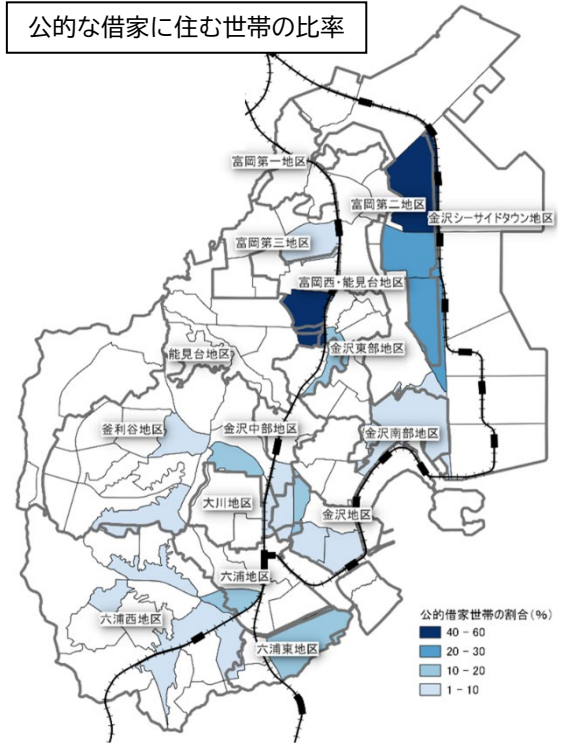 公的な借家に住む世帯の比率
富岡第一地区
富岡第二地区
金沢シーサイドタウン地区
富岡第三地区
富岡西・能見台地区
能見台地区
金沢東部地区
釜利谷地区
金沢中部地区
金沢南部地区
大川地区
金沢地区
六浦地区
六浦西地区
六浦東地区
公的借家世帯の割合(%)
40 - 60
20 - 30
10 - 20
1 - 10